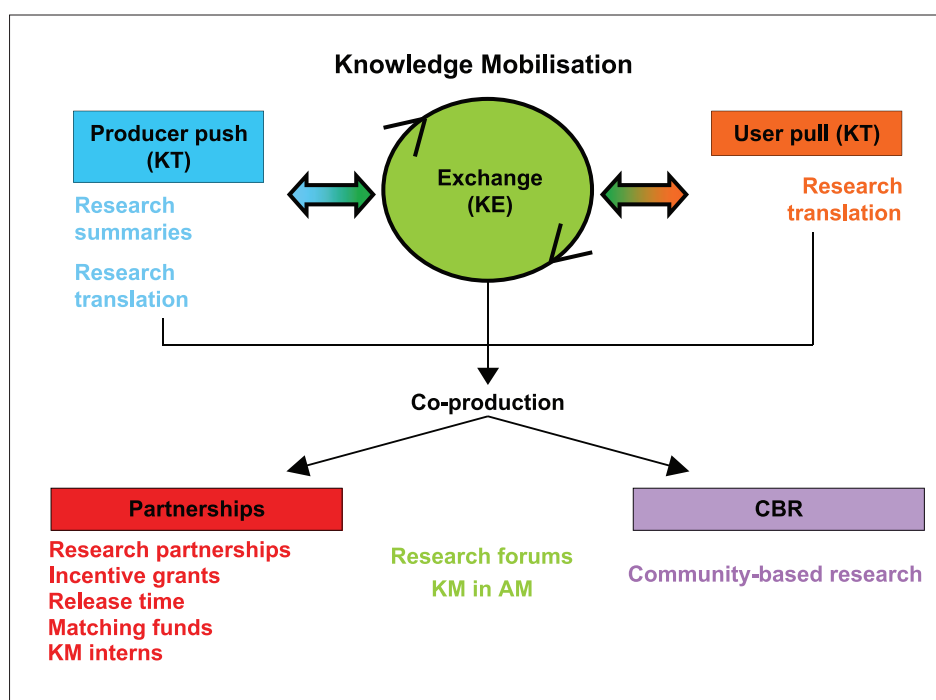 Knowledge Mobilisation
Producer push
(KT)
Exchange
(KE)
User pull (KT)
Research
summaries
Research
translation
Research
translation
Co-production
Partnerships
Research partnerships
Incentive grants
Release time
Matching funds
KM interns
Research forums
KM in AM
CBR
Community-based research